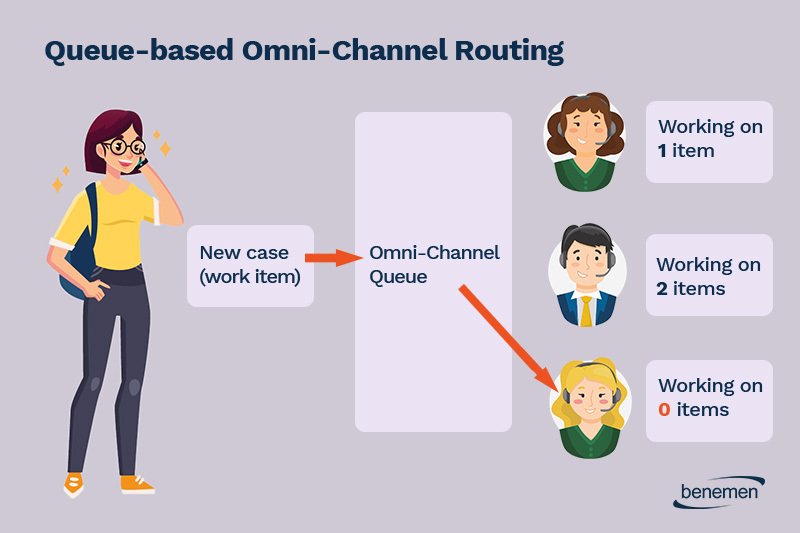 Queue-based Omni-Channel Routing
New case
(work item)
Omni-Channel
Queue
Working on
1 item
Working on
2 items
Working on
0 items
benemen